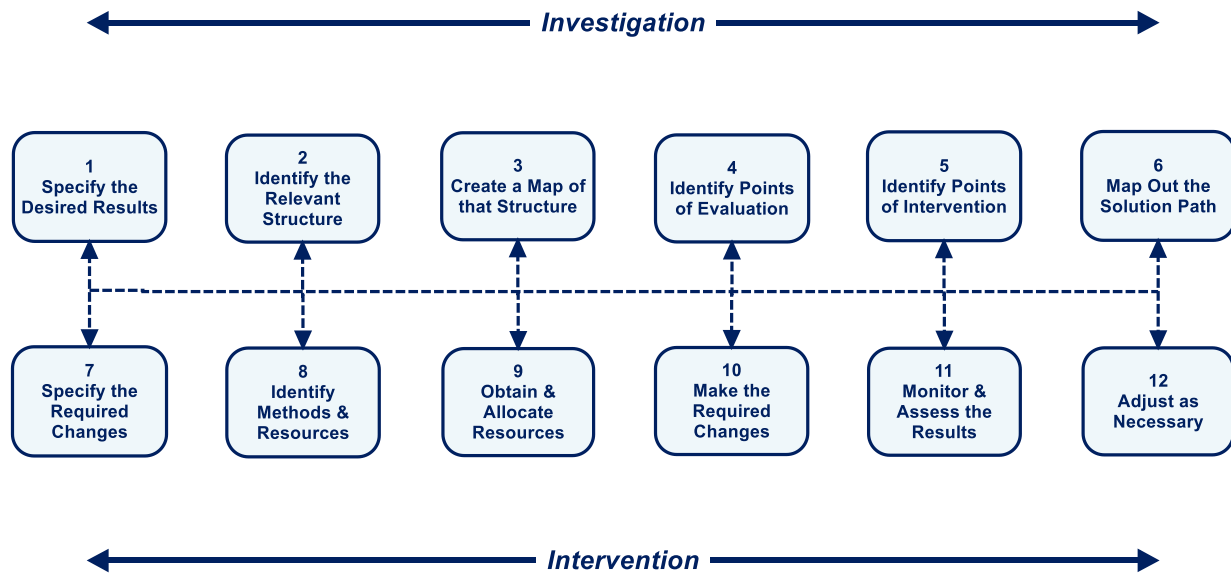 Investigation
1
Specify the
Desired Results
2
Identify the
Relevant
Structure
3
Create a Map of
that Structure
4
Identify Points
of Evaluation
5
Identify Points
of Intervention
6
Map Out the
Solution Path
7
Specify the
Required
Changes
8
Identify
Methods &
Resources
9
Obtain &
Allocate
Resources
10
Make the
Required
Changes
11
Monitor &
Assess the
Results
12
Adjust as
Necessary
Intervention